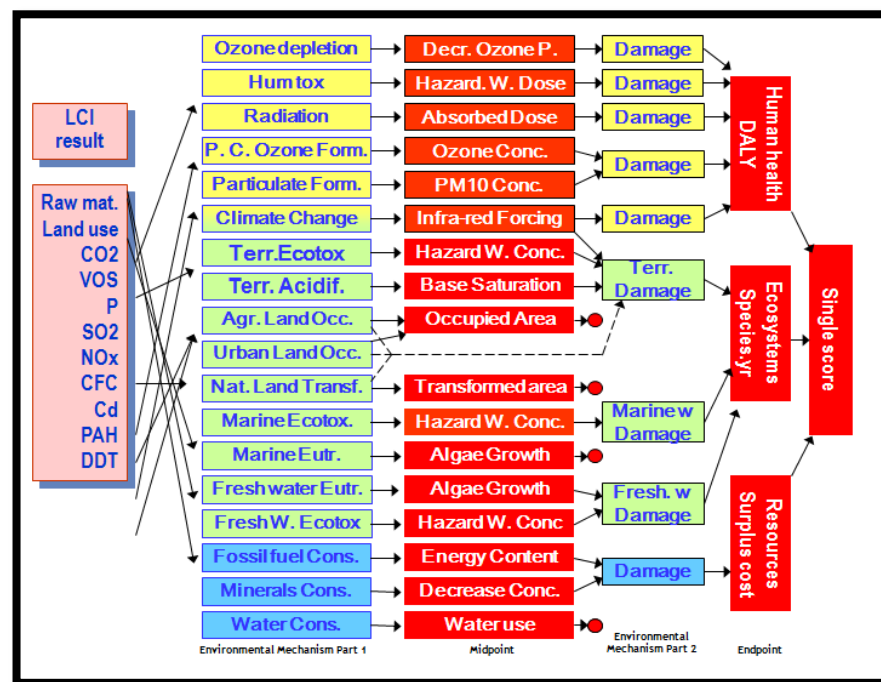 LCI
result
Raw mat.
Land use
CO2
VOS
P
SO2
NOx
CFC
Cd
PAH
DDT
Ozone depletion
Hum tox
Radiation
P. C. Ozone Form.
Particulate Form.
Climate Change
Terr.Ecotox
Terr. Acidif.
Agr. Land Occ.
Urban Land Occ.
Nat. Land Transf.
Marine Ecotox.
Marine Eutr.
Freshwater Eutr.
Fresh W. Ecotox
Fossil fuel Cons.
Minerals Cons.
Water Cons.
Environmental Mechanism Part 1
Decr. Ozone P.
Hazard. W. Dose
Absorbed Dose
Ozone Conc.
PM10 Conc.
Infra-red Forcing
Hazard W. Conc.
Base Saturation
Occupied Area
Transformed area
Hazard W. Conc.
Algae Growth
Algae Growth
Hazard W. Conc
Energy Content
Decrease Conc.
Water use
Midpoint
Damage
Damage
Damage
Damage
Damage
Terr.
Damage
Marine w
Damage
Fresh. w
Damage
Damage
Environmental
Mechanism Part 2
Human health
DALY
Ecosystems
Species.yr
Resources
Surplus cost
Endpoint
Single score